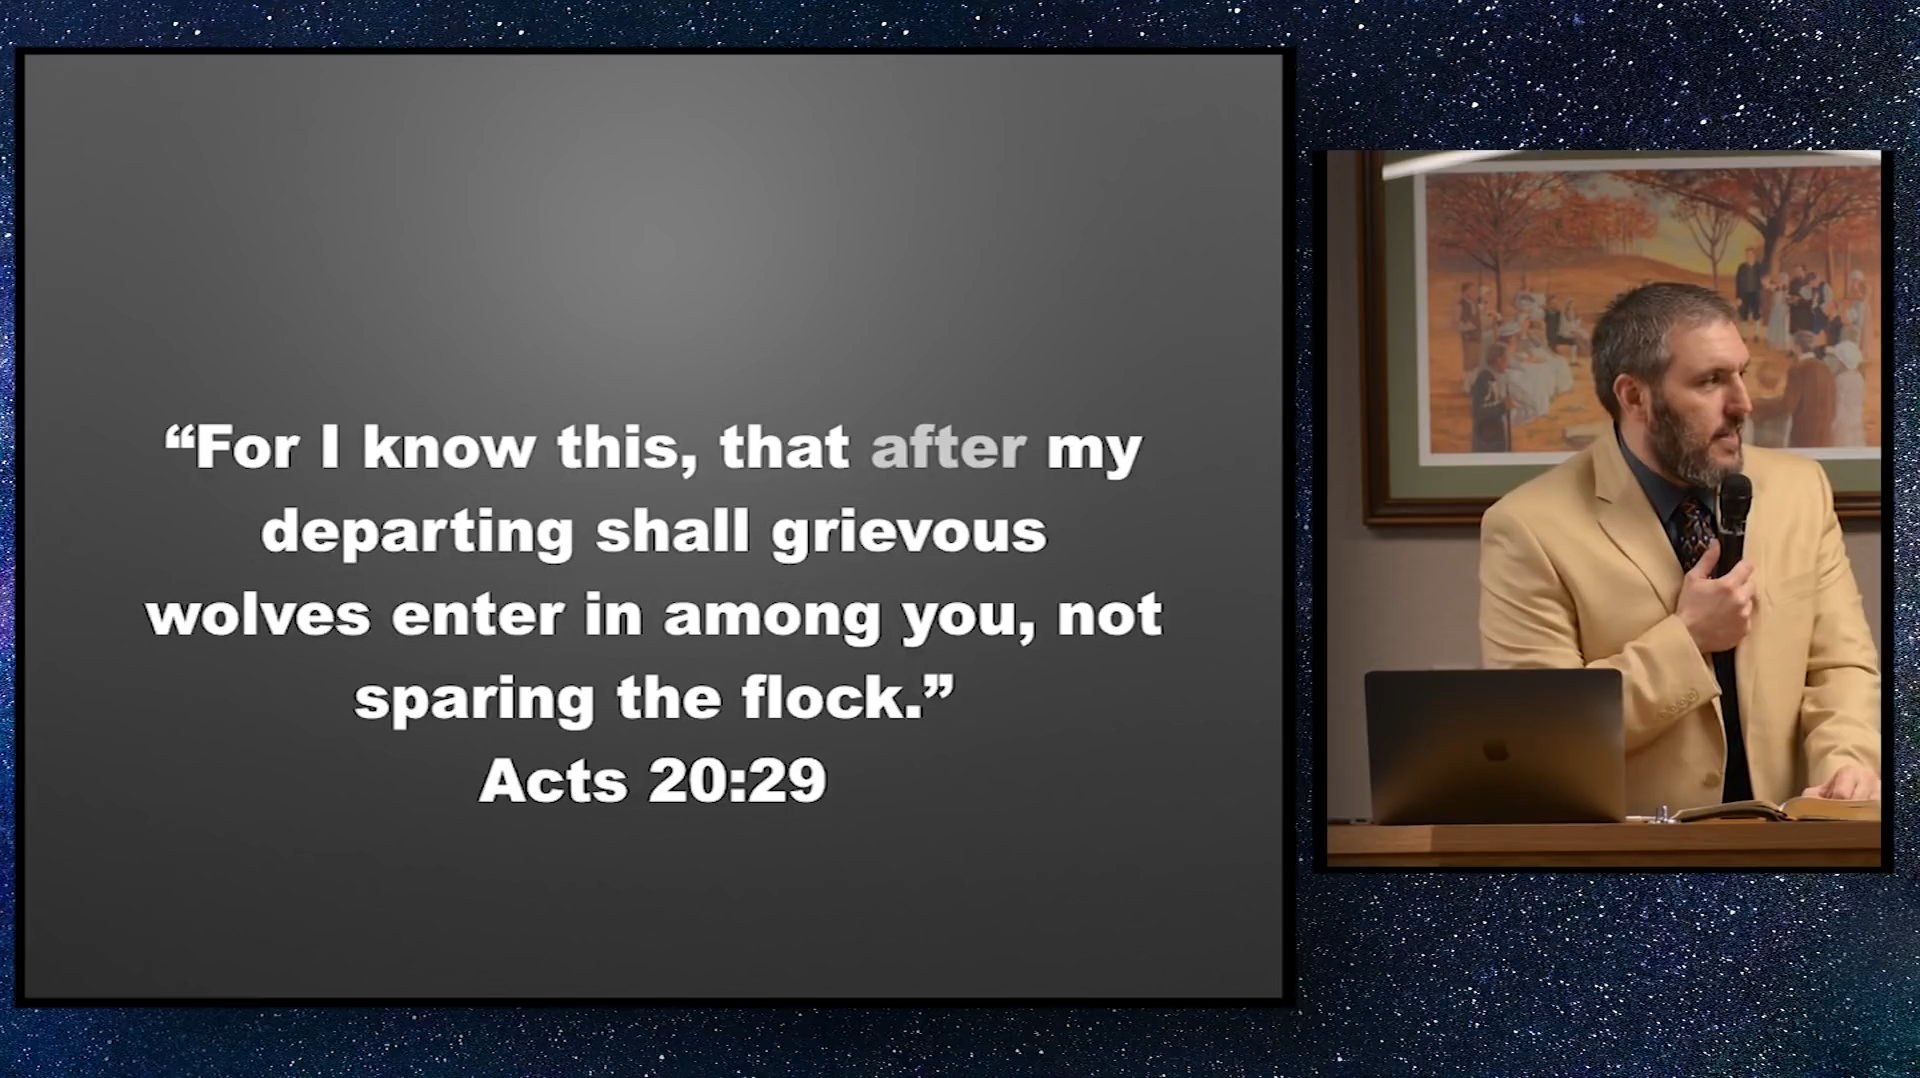 “For I know this, that after my
departing shall grievous
wolves enter in among you, not
sparing the flock.”
Acts 20:29